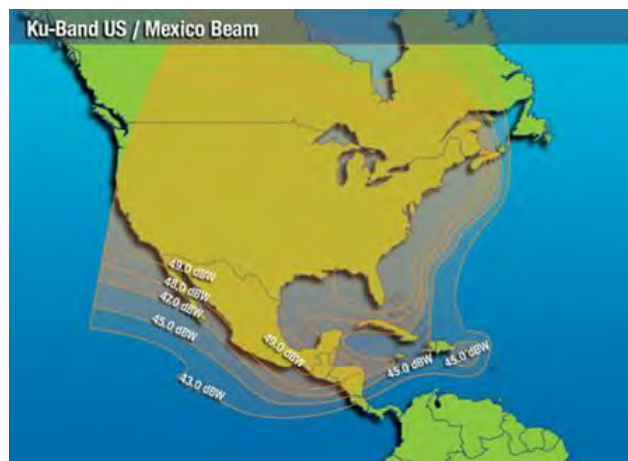 Ku-Band US / Mexico Beam
49.0 dBW
48.0 dBW
47.0 dBW
45.0 dBW
43.0 dBW
49.0 dBW
45.0 dBW
45.0 dBW